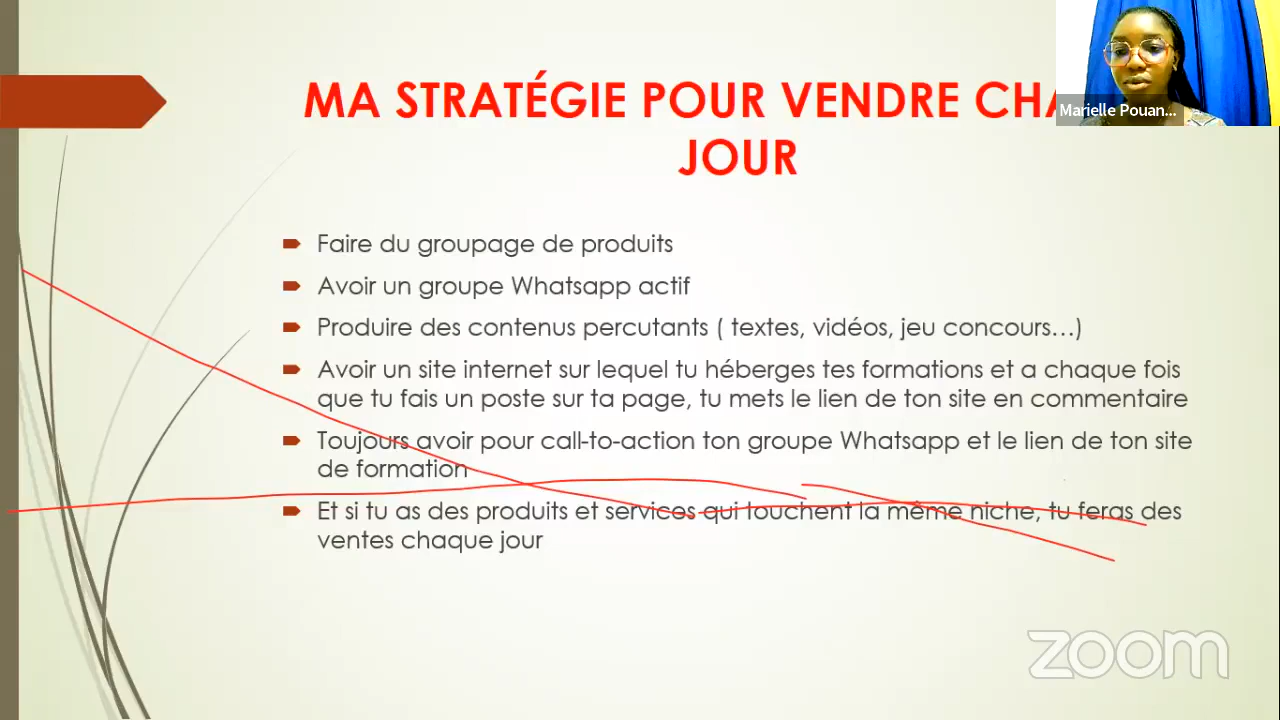 MA STRATÉGIE POUR VENDRE CHA
JOUR
Marielle Pouan...
Faire du groupage de produits
Avoir un groupe Whatsapp actif
Produire des contenus percutants ( textes, vidéos, jeu concours…)
Avoir un site internet sur lequel tu héberges tes formations et a chaque fois
que tu fais un poste sur ta page, tu mets le lien de ton site en commentaire
Toujours avoir pour call-to-action ton groupe Whatsapp et le lien de ton site
de formation
Et si tu as des produits et services qui touchent la même niche, tu feras des
ventes chaque jour
zoom